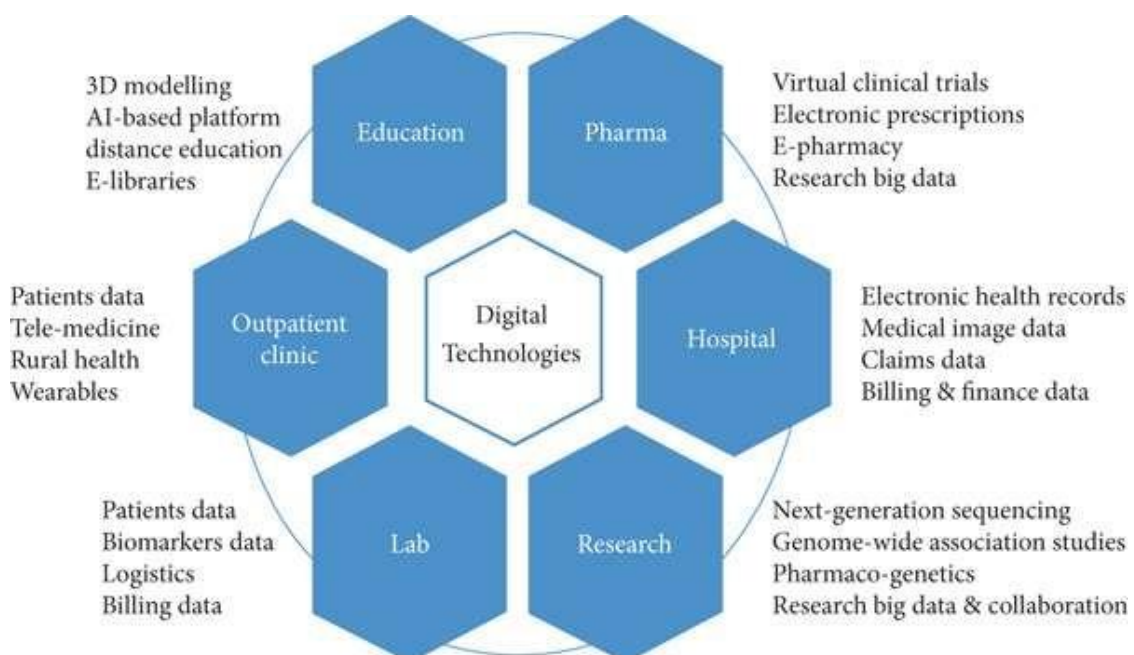 3D modelling
AI-based platform
distance education
E-libraries
Education
Pharma
Virtual clinical trials
Electronic prescriptions
E-pharmacy
Research big data
Patients data
Tele-medicine
Rural health
Wearables
Outpatient
clinic
Digital
Technologies
Hospital
Electronic health records
Medical image data
Claims data
Billing & finance data
Patients data
Biomarkers data
Logistics
Billing data
Lab
Research
Next-generation sequencing
Genome-wide association studies
Pharmaco-genetics
Research big data & collaboration